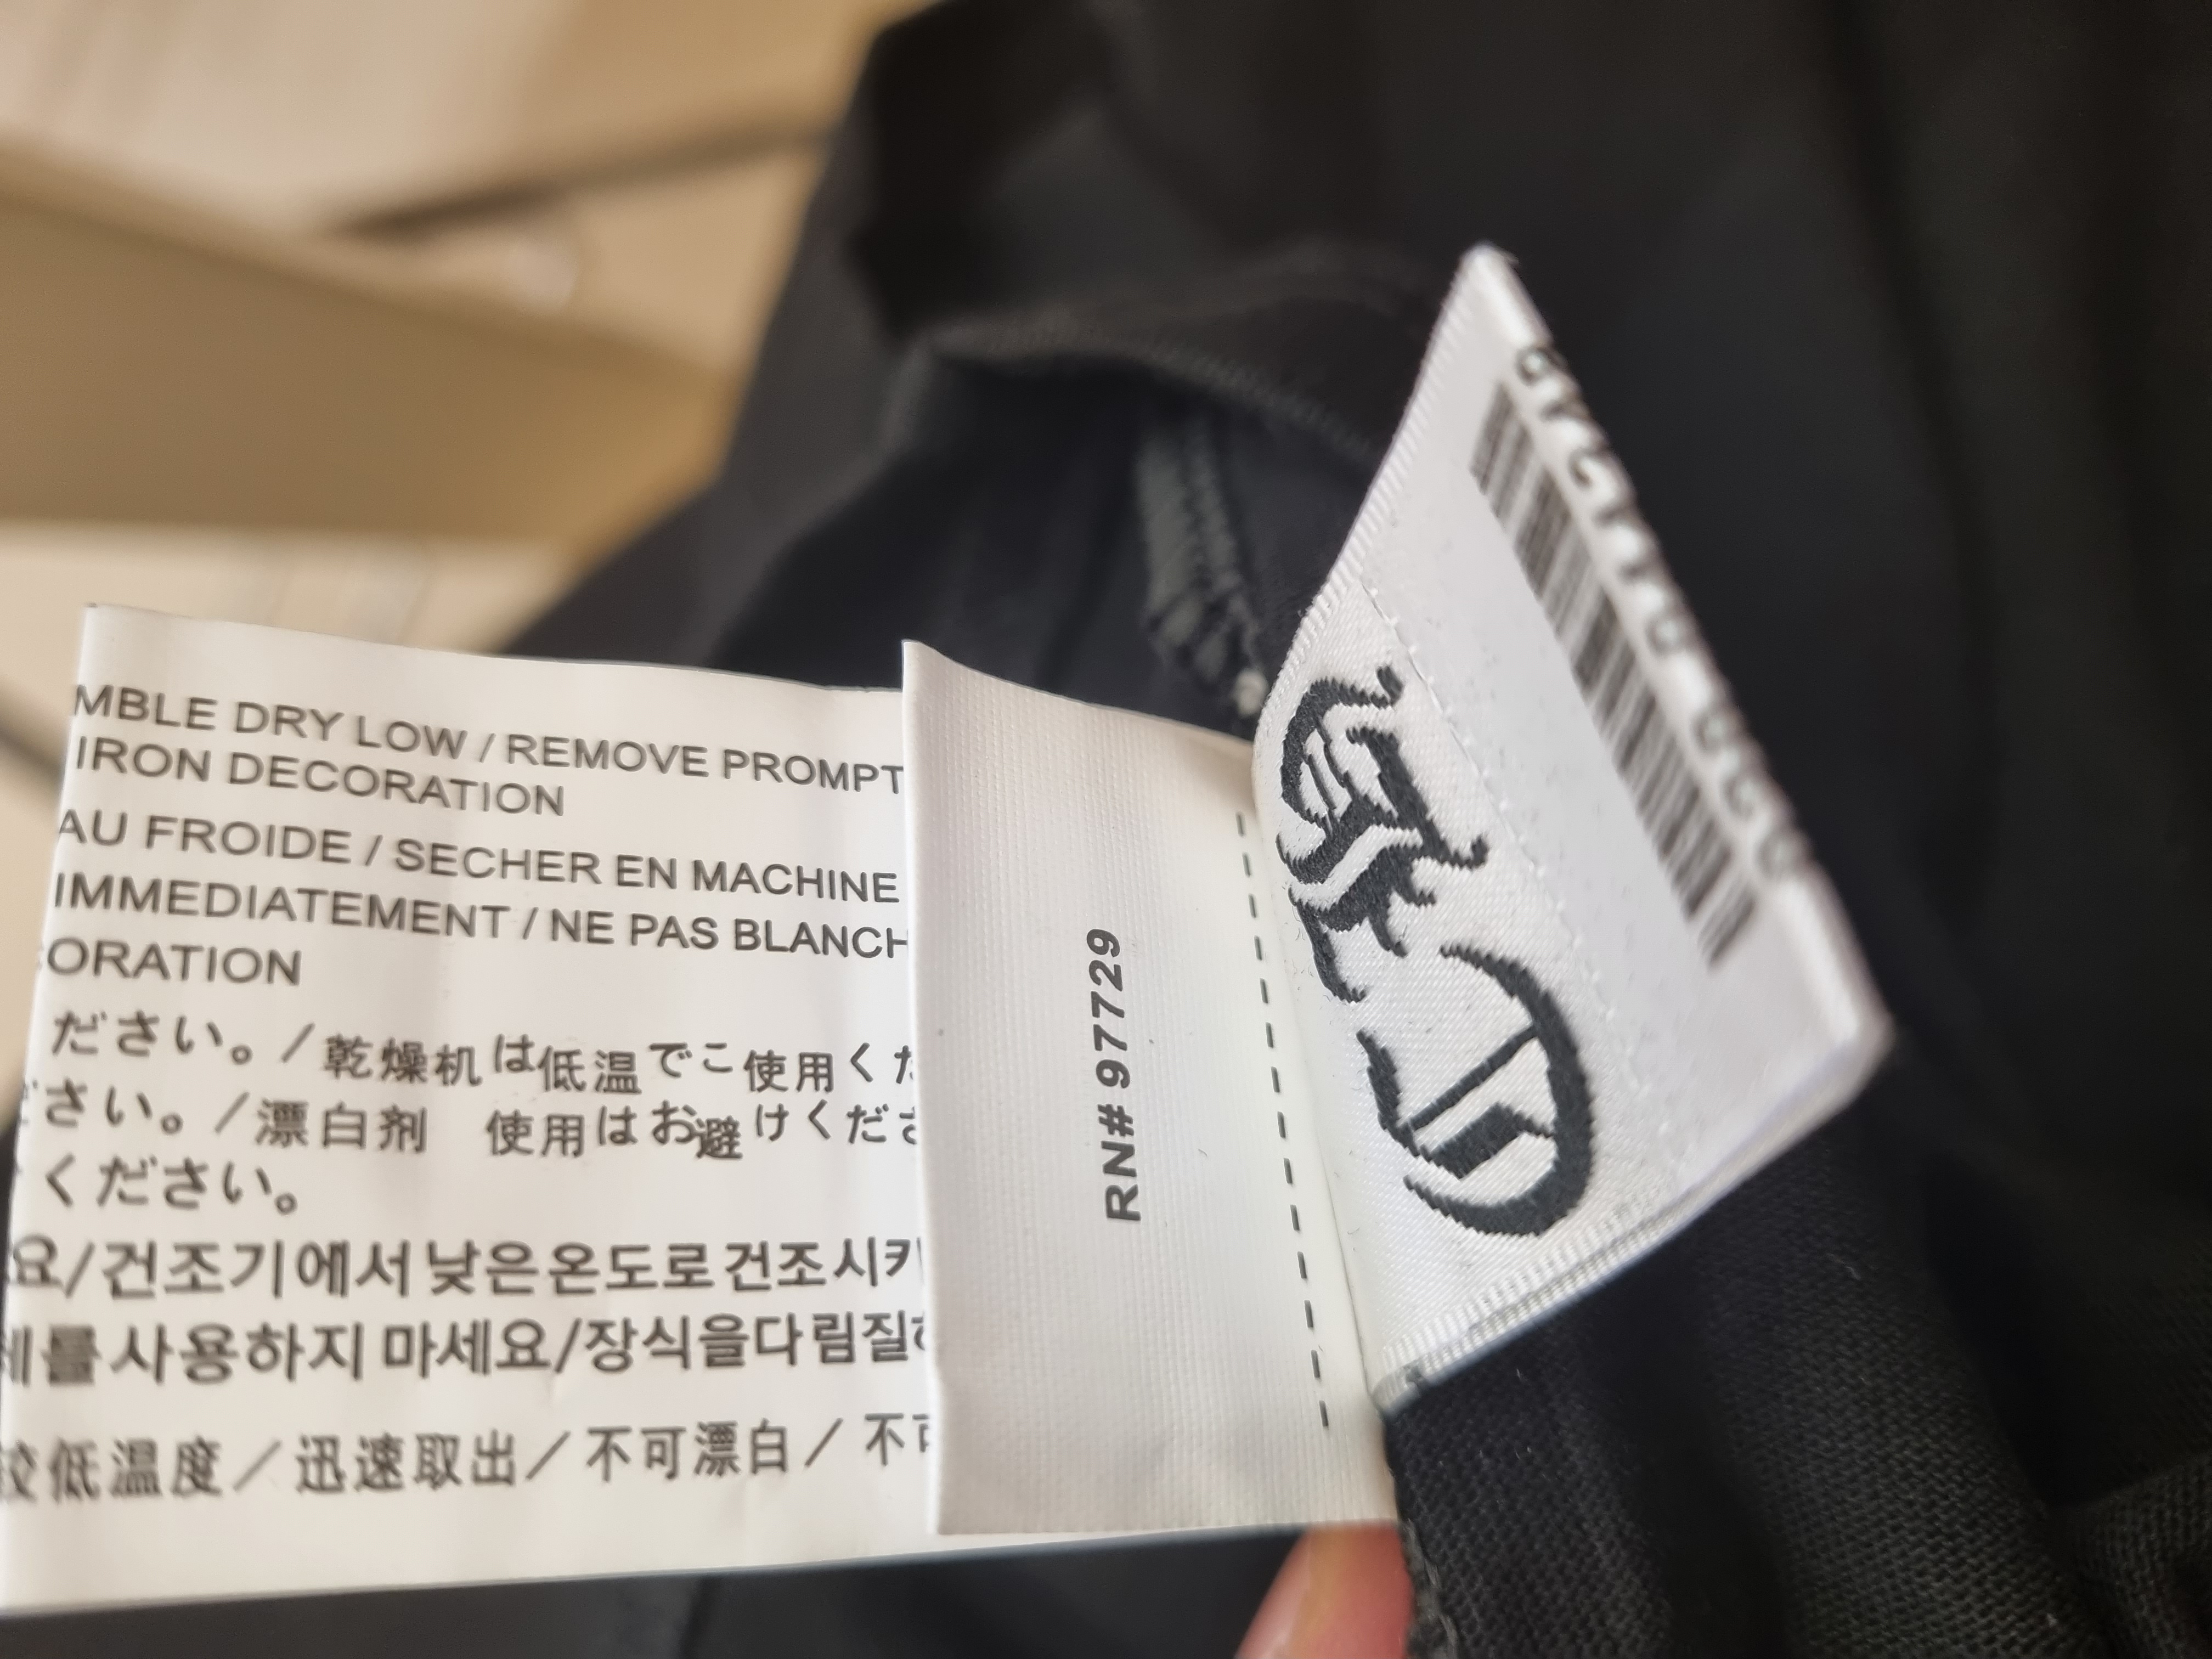 MBLE DRY LOW / REMOVE PROMPT
IRON DECORATION
AU FROIDE / SECHER EN MACHINE
IMMEDIATEMENT / NE PAS BLANCH
ORATION
ださい。/乾燥机は低温でご使用くだ
さい。/漂白剤 使用はお避けくださ
ください。
요/건조기에서 낮은 온도로 건조시키
체를 사용하지 마세요/장식을 다림질하
较低温度/迅速取出/不可漂白/不可
RN# 97729